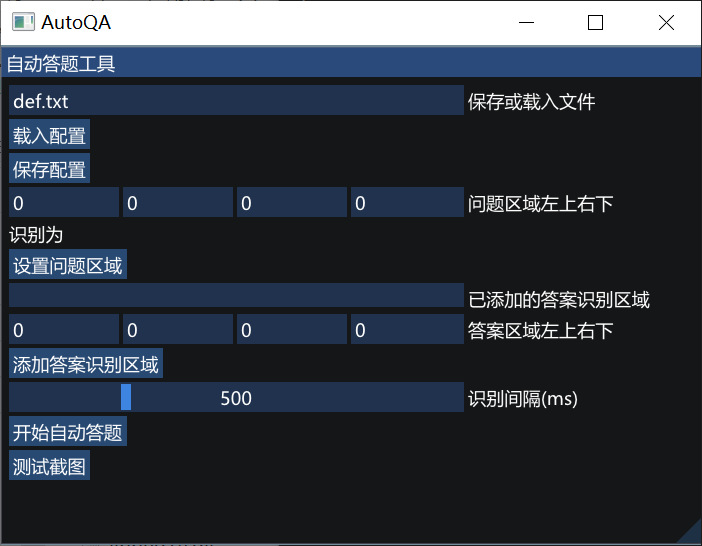 AutoQA
自动答题工具
def.txt 保存或载入文件
载入配置
保存配置
0 0 0 0 问题区域左上右下
识别为
设置问题区域
已添加的答案识别区域
0 0 0 0 答案区域左上右下
添加答案识别区域
500 识别间隔(ms)
开始自动答题
测试截图